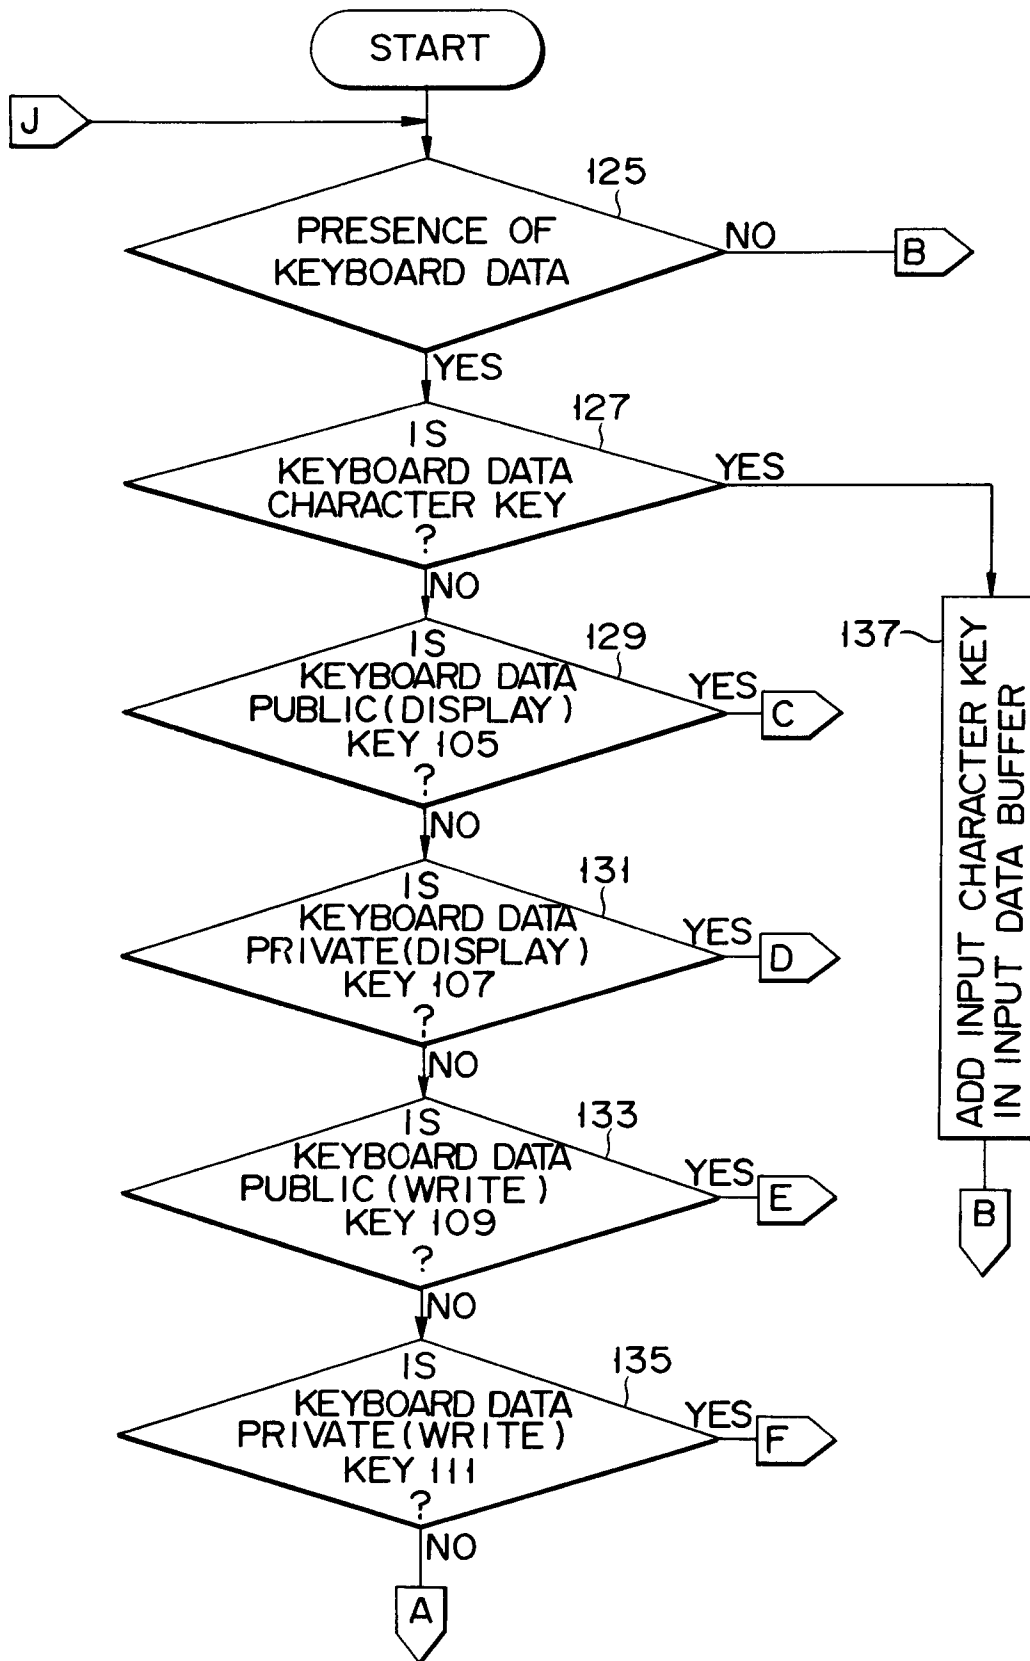 START
J
125
PRESENCE OF
KEYBOARD DATA
NO
B
YES
127
IS
KEYBOARD DATA
CHARACTER KEY
?
YES
NO
137
ADD INPUT CHARACTER KEY
IN INPUT DATA BUFFER
B
129
IS
KEYBOARD DATA
PUBLIC(DISPLAY)
KEY 105
?
YES
C
NO
131
IS
KEYBOARD DATA
PRIVATE(DISPLAY)
KEY 107
?
YES
D
NO
133
IS
KEYBOARD DATA
PUBLIC(WRITE)
KEY 109
?
YES
E
NO
135
IS
KEYBOARD DATA
PRIVATE(WRITE)
KEY 111
?
YES
F
NO
A